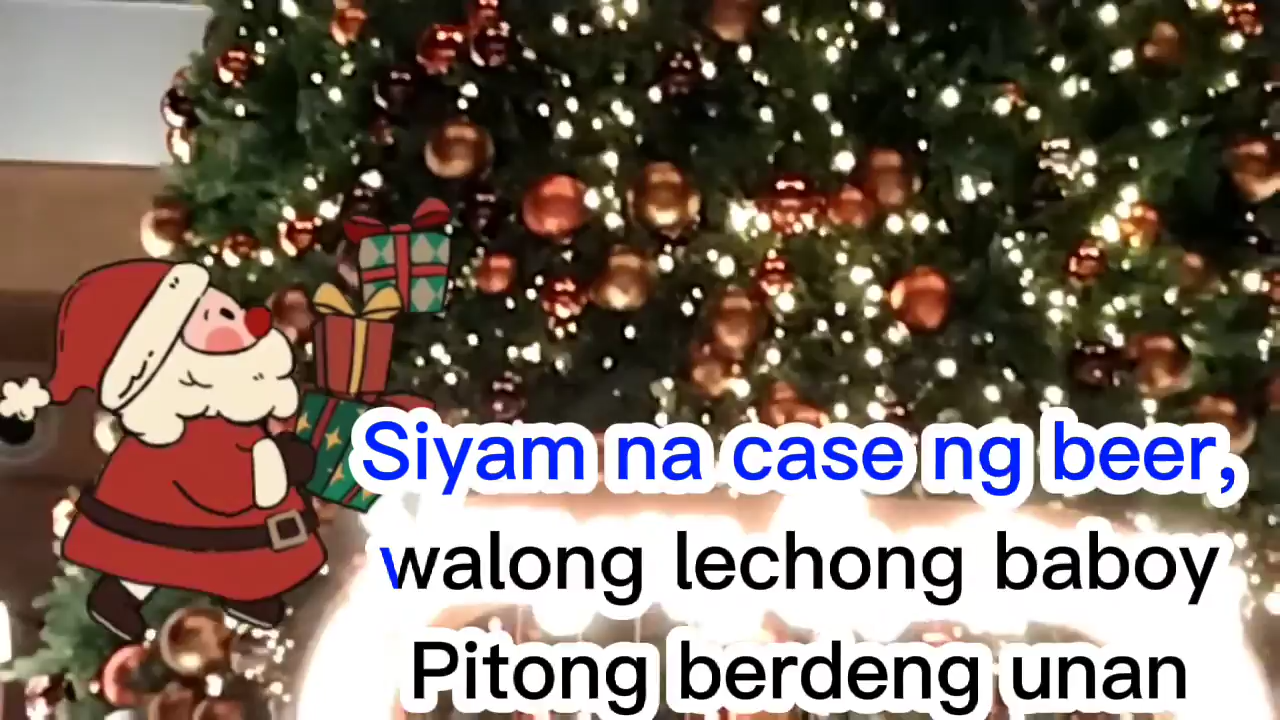 Siyam na case ng beer,
walong lechong baboy
Pitong berdeng unan